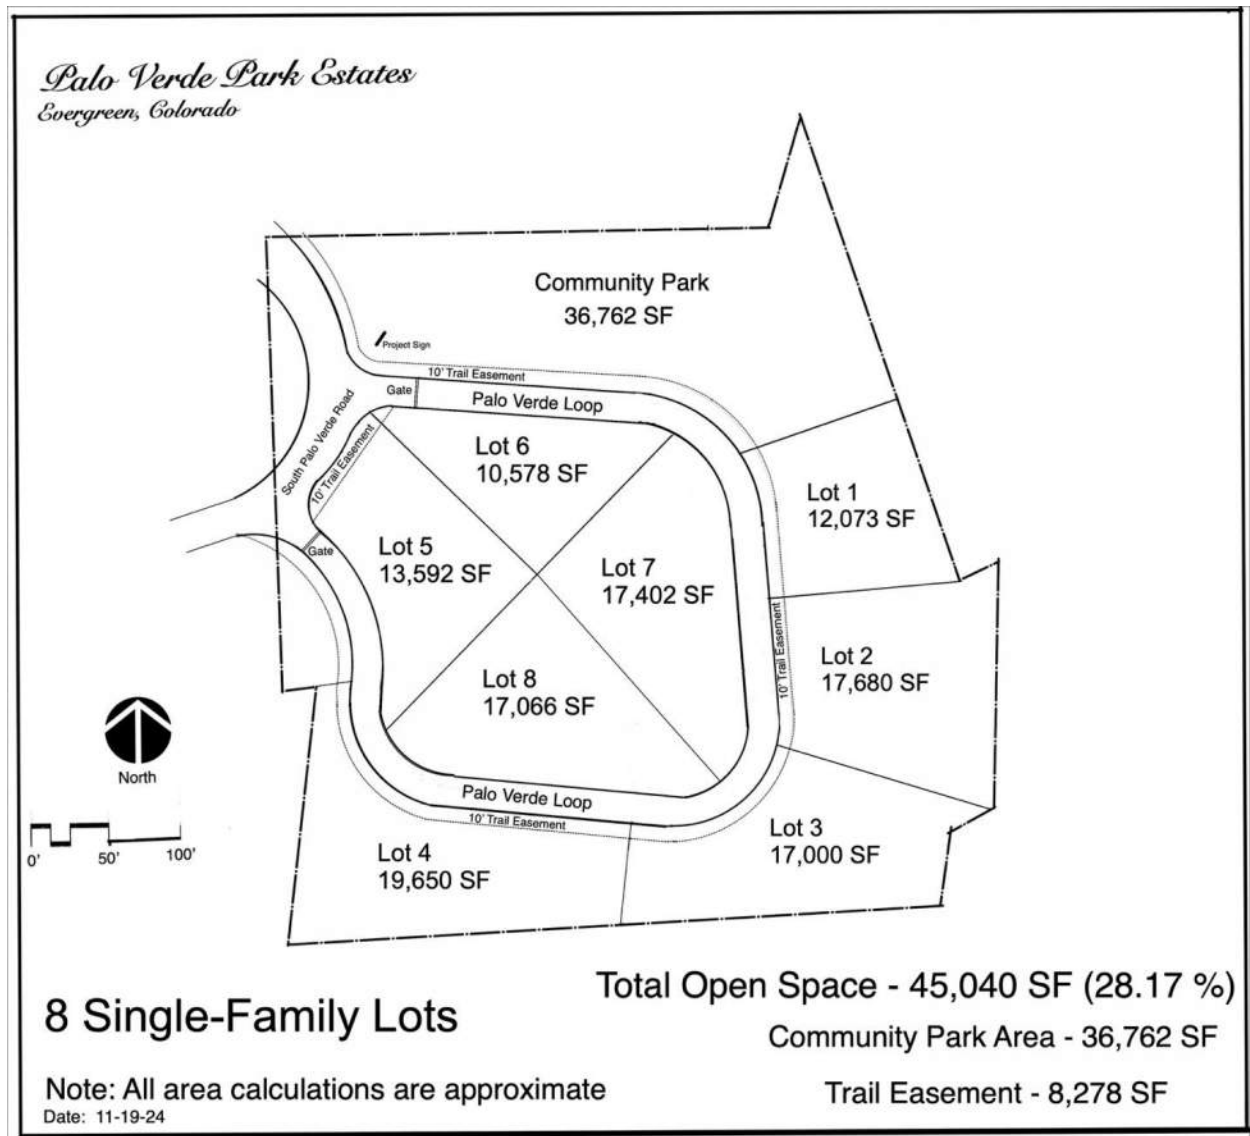 Palo Verde Park Estates
Evergreen, Colorado
Community Park
36,762 SF
Project Sign
10' Trail Easement
Gate
Palo Verde Loop
South Palo Verde Road
10' Trail Easement
Gate
Lot 6
10,578 SF
Lot 1
12,073 SF
Lot 5
13,592 SF
Lot 7
17,402 SF
10' Trail Easement
Lot 2
17,680 SF
Lot 8
17,066 SF
North
0' 50' 100'
Palo Verde Loop
10' Trail Easement
Lot 3
17,000 SF
Lot 4
19,650 SF
Total Open Space - 45,040 SF (28.17 %)
8 Single-Family Lots
Community Park Area - 36,762 SF
Note: All area calculations are approximate
Trail Easement - 8,278 SF
Date: 11-19-24